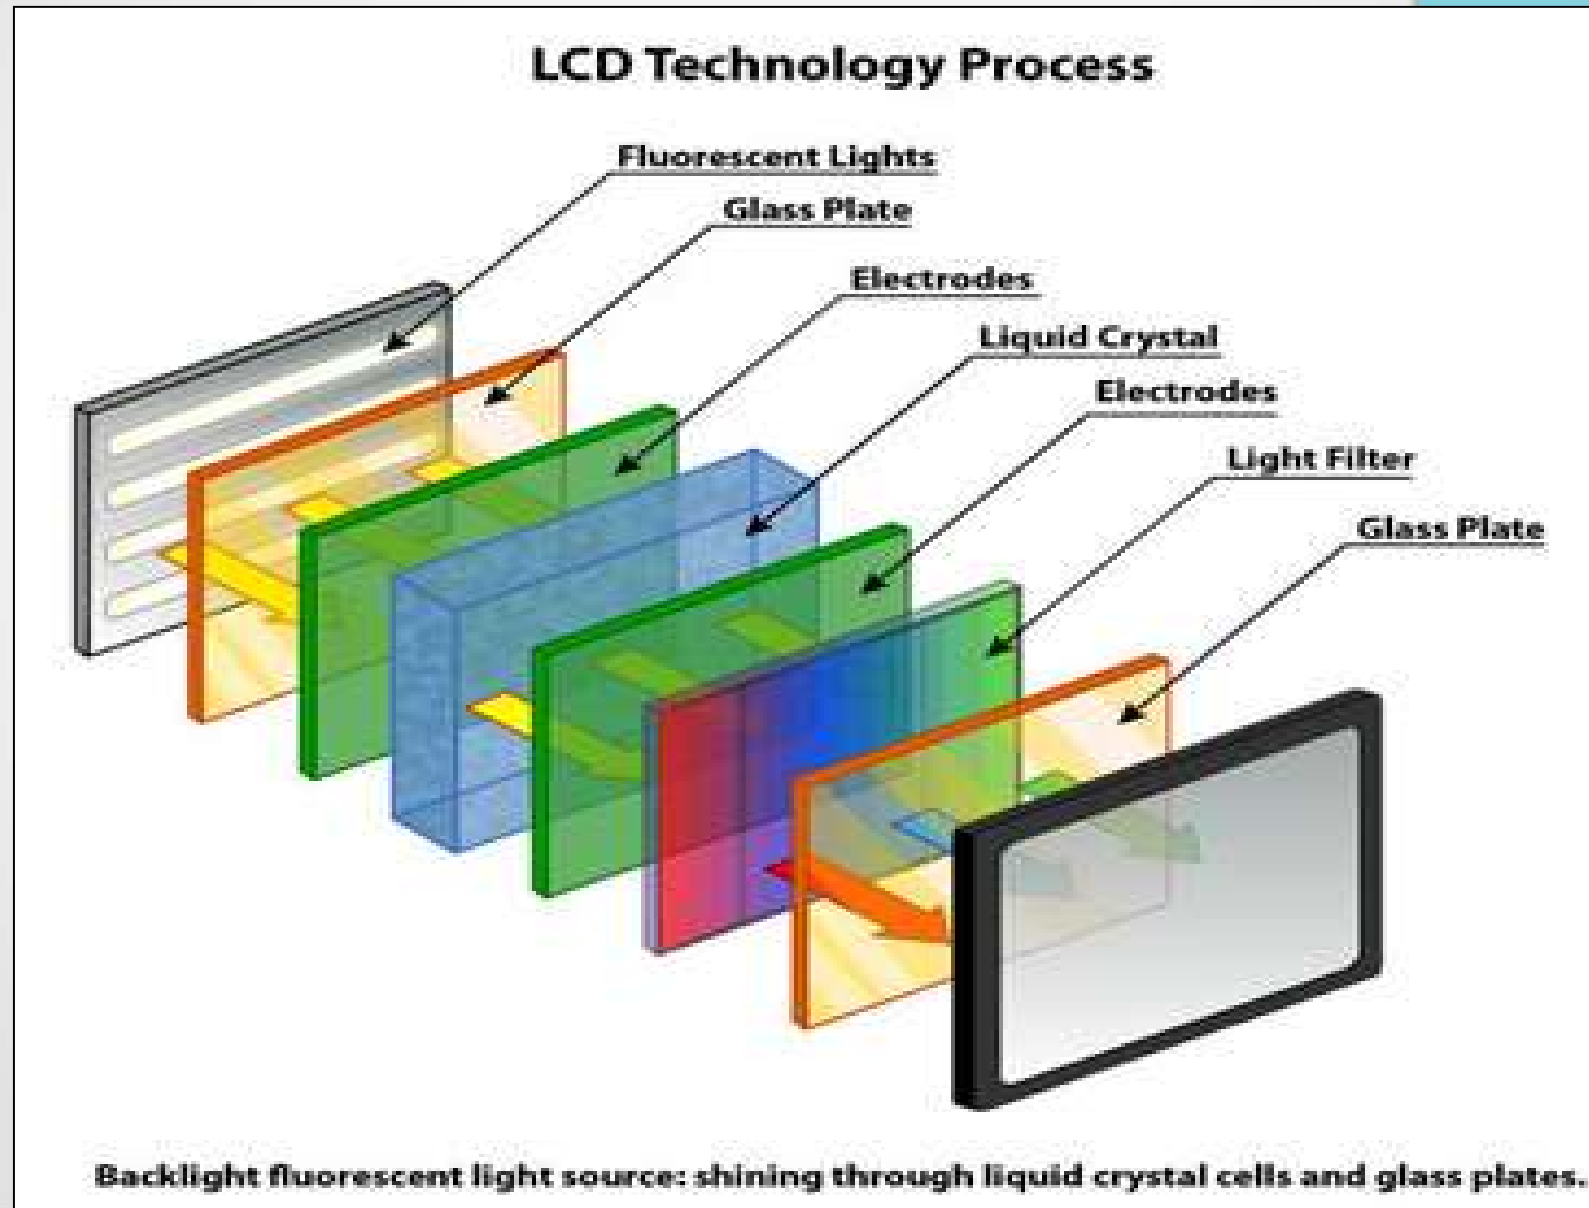 LCD Technology Process
Fluorescent Lights
Glass Plate
Electrodes
Liquid Crystal
Electrodes
Light Filter
Glass Plate
Backlight fluorescent light source: shining through liquid crystal cells and glass plates.